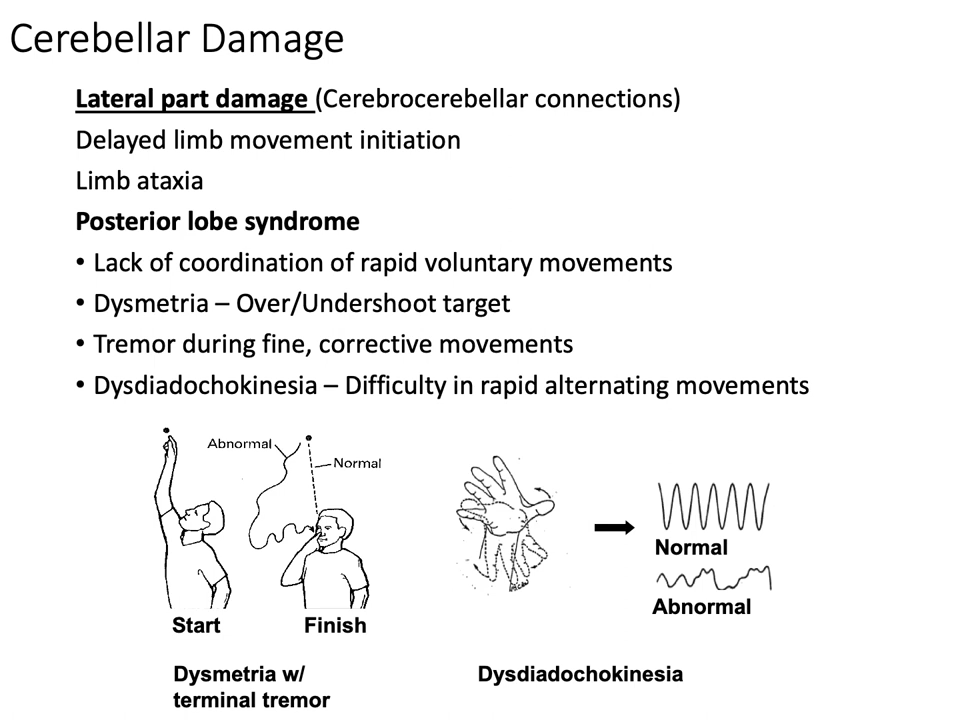 Cerebellar Damage
Lateral part damage (Cerebrocerebellar connections)
Delayed limb movement initiation
Limb ataxia
Posterior lobe syndrome
• Lack of coordination of rapid voluntary movements
• Dysmetria – Over/Undershoot target
• Tremor during fine, corrective movements
• Dysdiadochokinesia – Difficulty in rapid alternating movements
Abnormal
Normal
Start
Finish
Dysmetria w/
terminal tremor
Normal
Abnormal
Dysdiadochokinesia